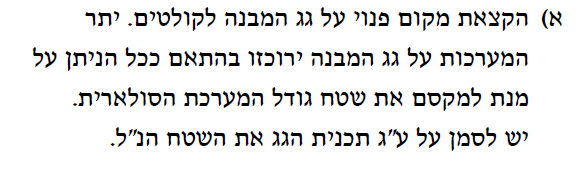 א) הקצאת מקום פנוי על גג המבנה לקולטים. יתר
המערכות על גג המבנה ירוכזו בהתאם ככל הניתן על
מנת למקסם את שטח גודל המערכת הסולארית.
יש לסמן על ע"ג תכנית הגג את השטח הנ"ל.